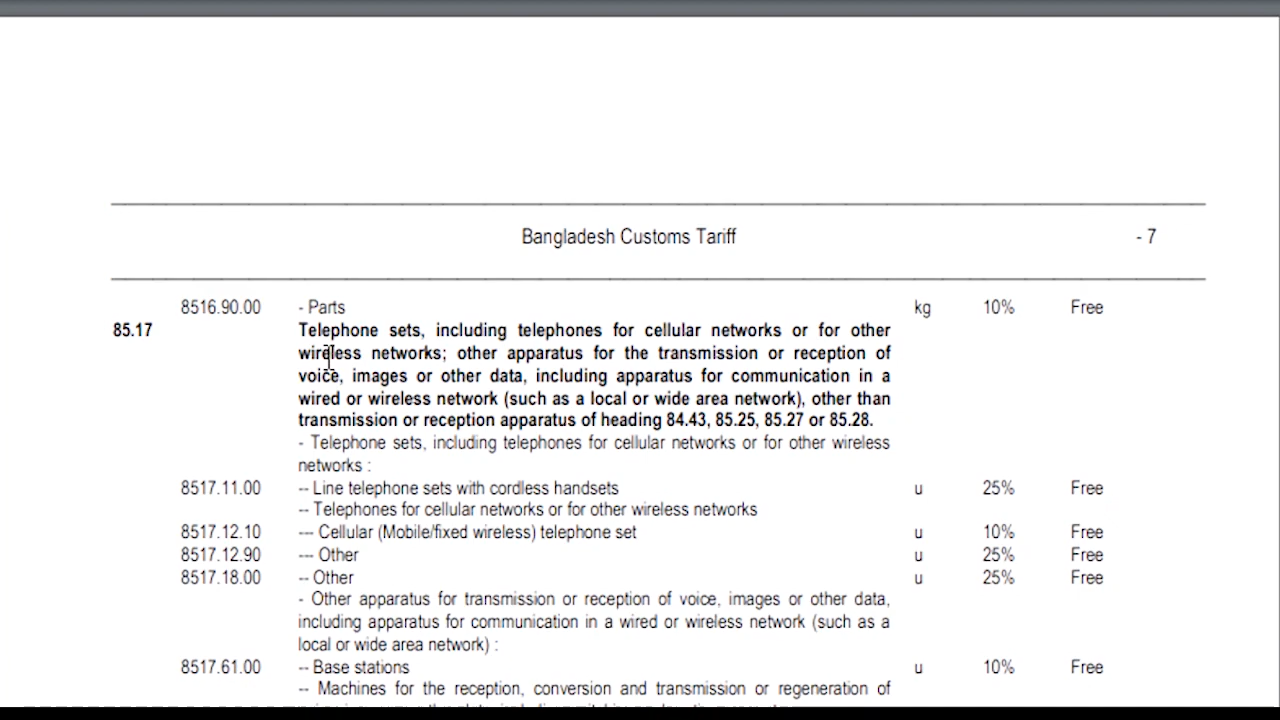 Bangladesh Customs Tariff - 7
8516.90.00 - Parts kg 10% Free
85.17 Telephone sets, including telephones for cellular networks or for other
wireless networks; other apparatus for the transmission or reception of
voice, images or other data, including apparatus for communication in a
wired or wireless network (such as a local or wide area network), other than
transmission or reception apparatus of heading 84.43, 85.25, 85.27 or 85.28.
- Telephone sets, including telephones for cellular networks or for other wireless
networks :
8517.11.00 -- Line telephone sets with cordless handsets u 25% Free
-- Telephones for cellular networks or for other wireless networks
8517.12.10 --- Cellular (Mobile/fixed wireless) telephone set u 10% Free
8517.12.90 --- Other u 25% Free
8517.18.00 -- Other u 25% Free
- Other apparatus for transmission or reception of voice, images or other data,
including apparatus for communication in a wired or wireless network (such as a
local or wide area network) :
8517.61.00 -- Base stations u 10% Free
-- Machines for the reception, conversion and transmission or regeneration of